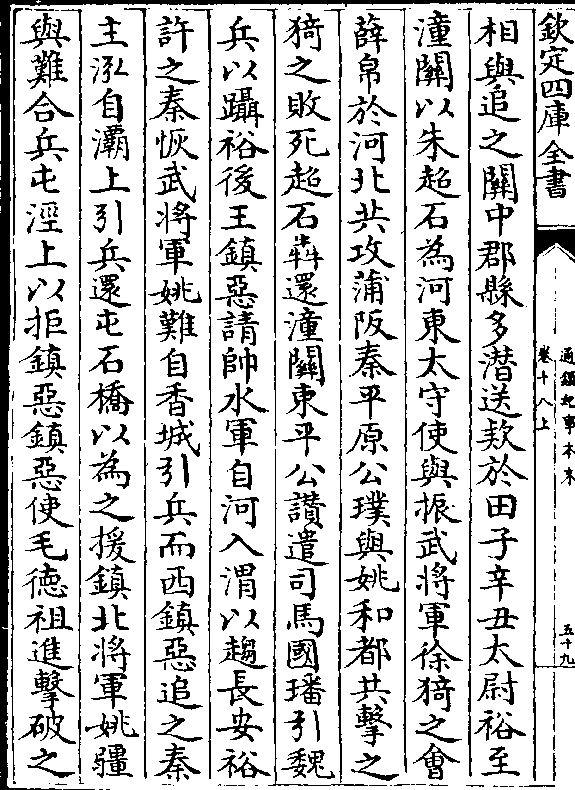 欽定四庫全書
通鑑紀事本末
卷十八上
五十九
相與追之關中郡縣多潛送欵於田子辛丑太尉裕至
潼關以朱超石為河東太守使與振武將軍徐猗之會
薛帛於河北共攻蒲阪秦平原公璞與姚和都共擊之
猗之敗死超石犇還潼關東平公讚遣司馬國璠引魏
兵以躡裕後王鎮惡請帥水軍自河入渭以趨長安裕
許之秦恢武將軍姚難自香城引兵而西鎮惡追之秦
主泓自灞上引兵還屯石橋以為之援鎮北將軍姚疆
與難合兵屯涇上以拒鎮惡鎮惡使毛德祖進擊破之